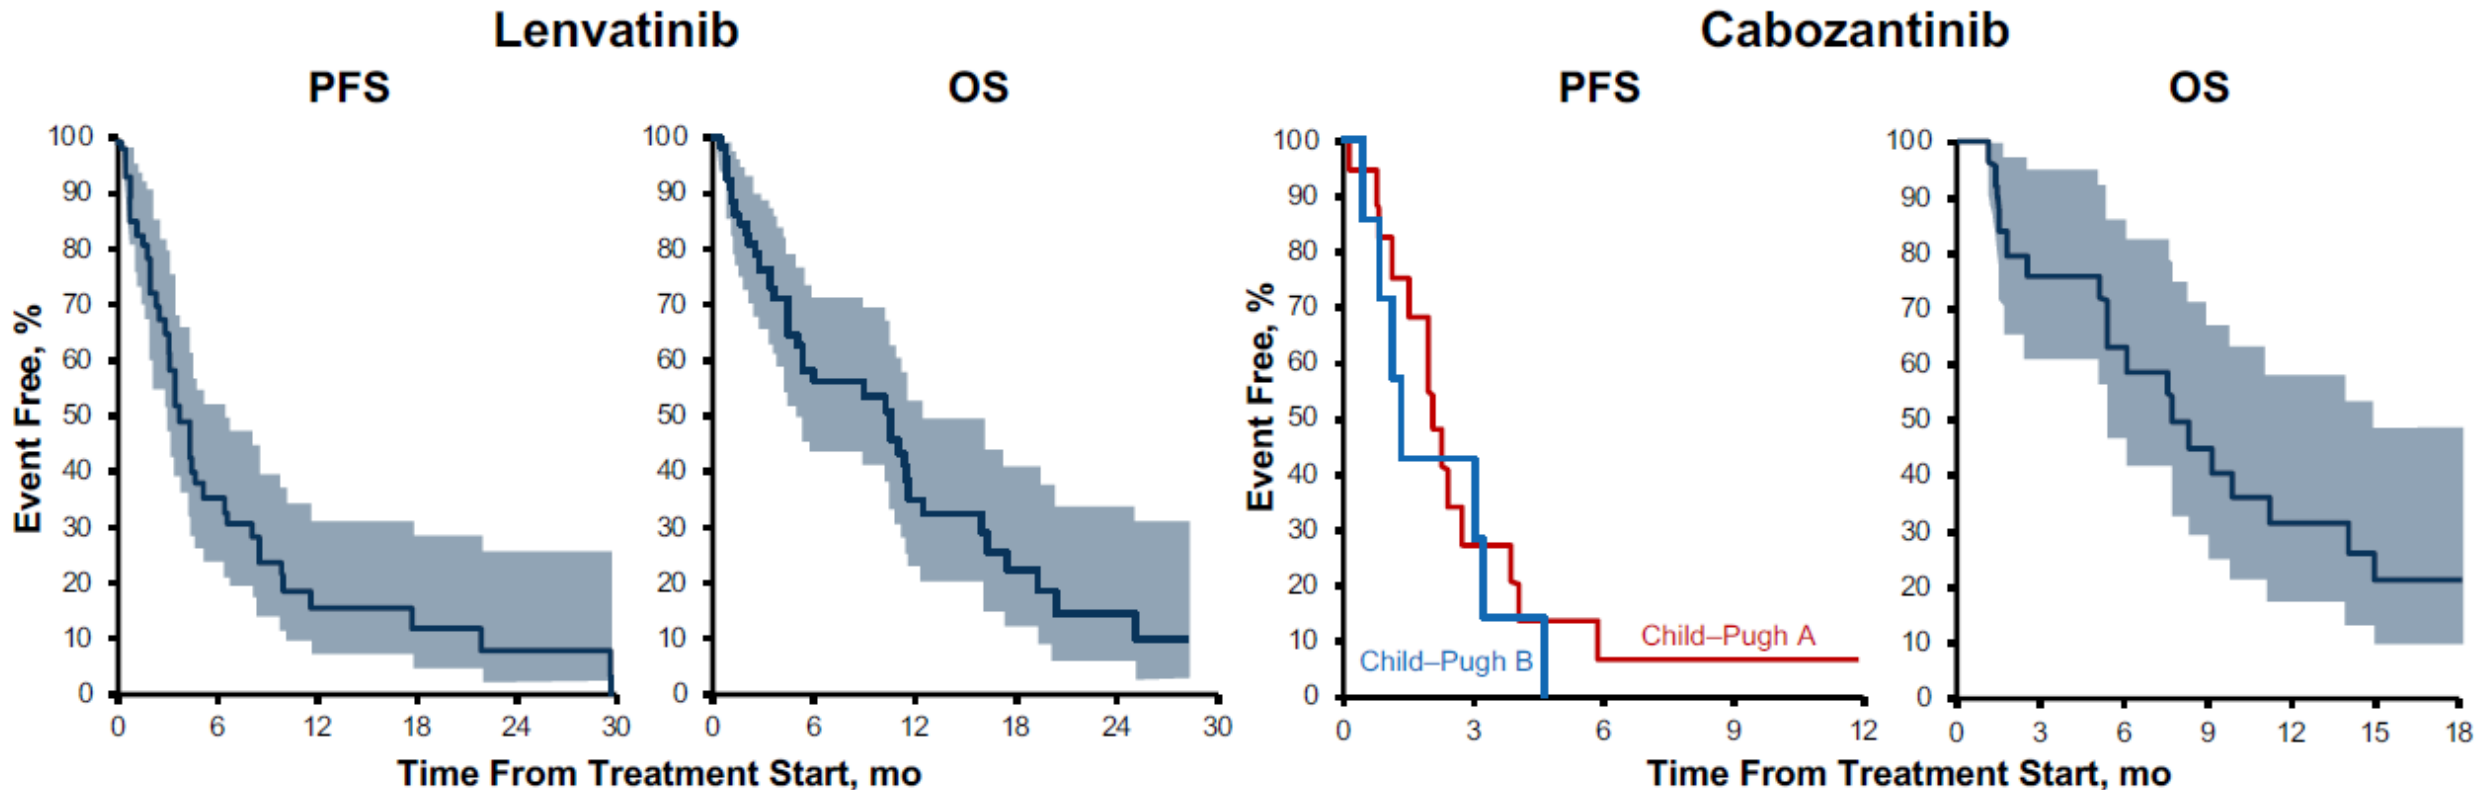 Lenvatinib
Cabozantinib
PFS
OS
PFS
OS
Event Free, %
100
90
80
70
60
50
40
30
20
10
0
0 6 12 18 24 30
100
90
80
70
60
50
40
30
20
10
0
0 6 12 18 24 30
Time From Treatment Start, mo
Event Free, %
100
90
80
70
60
50
40
30
20
10
0
Child–Pugh A
Child–Pugh B
0 3 6 9 12
100
90
80
70
60
50
40
30
20
10
0
0 3 6 9 12 15 18
Time From Treatment Start, mo